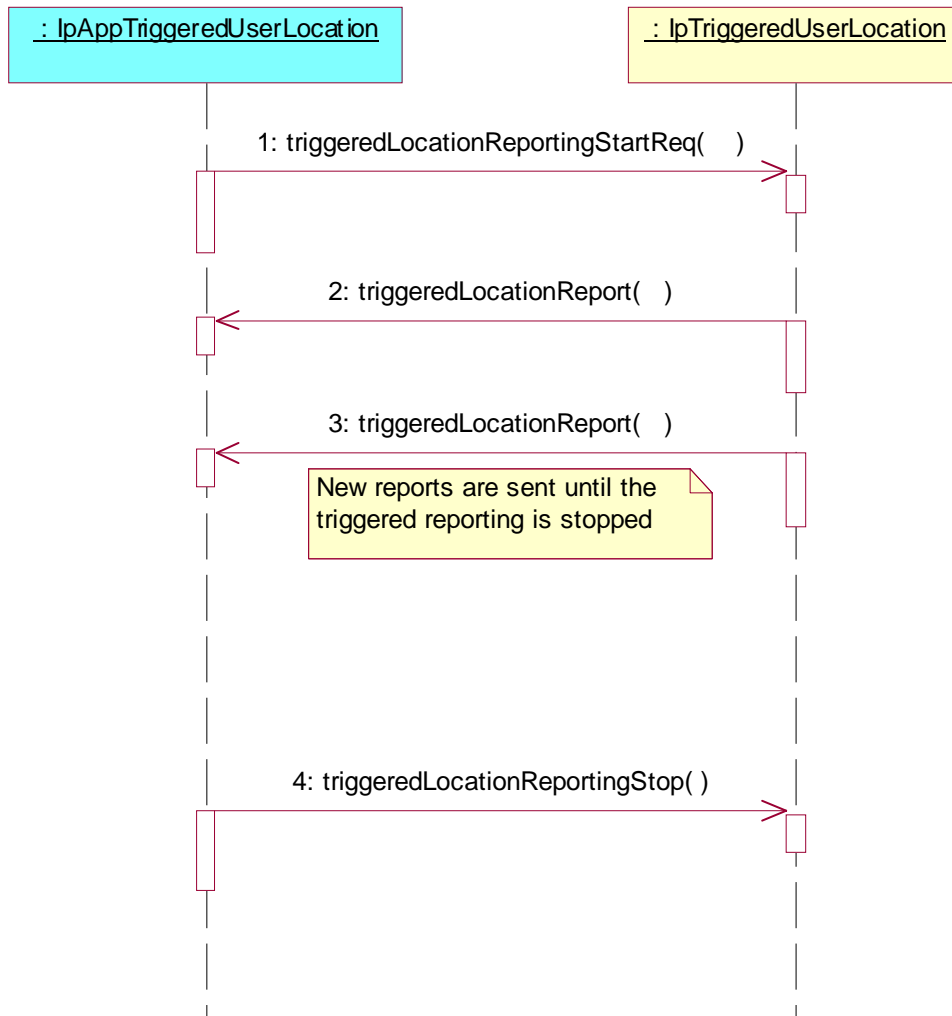 : IpAppTriggeredUserLocation
: IpTriggeredUserLocation
1: triggeredLocationReportingStartReq( )
2: triggeredLocationReport( )
3: triggeredLocationReport( )
New reports are sent until the
triggered reporting is stopped
4: triggeredLocationReportingStop( )